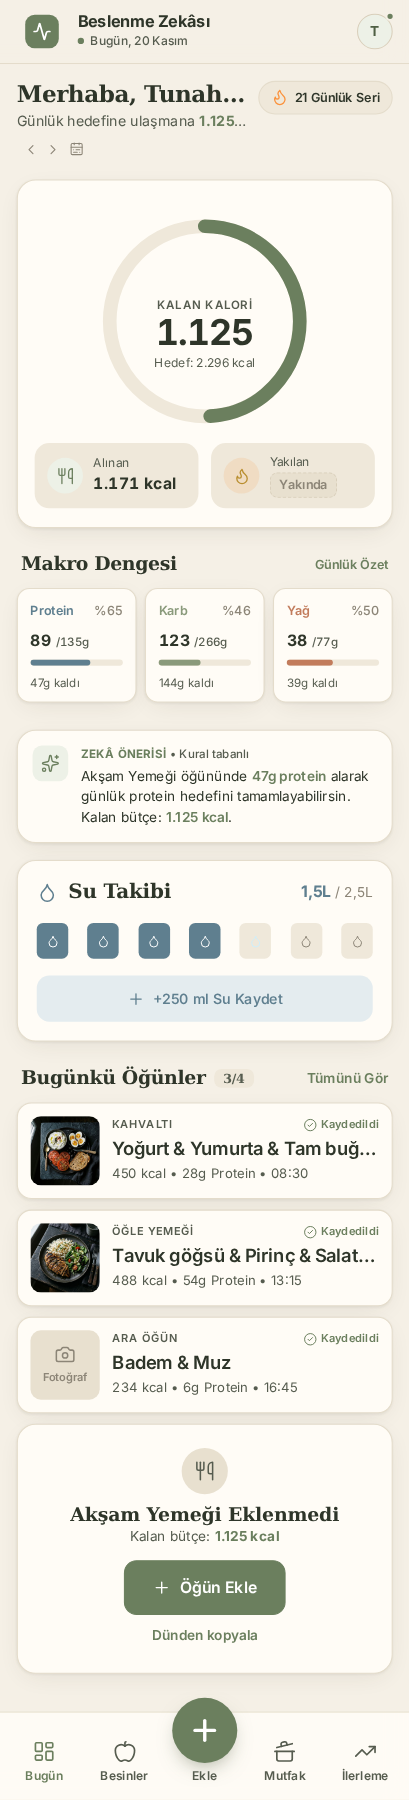 Beslenme Zekâsı
Bugün, 20 Kasım
T
Merhaba, Tunah...
21 Günlük Seri
Günlük hedefine ulaşmana 1.125...
KALAN KALORİ
1.125
Hedef: 2.296 kcal
Alınan
1.171 kcal
Yakılan
Yakında
Makro Dengesi
Günlük Özet
Protein %65
89 /135g
47g kaldı
Karb %46
123 /266g
144g kaldı
Yağ %50
38 /77g
39g kaldı
ZEKÂ ÖNERİSİ • Kural tabanlı
Akşam Yemeği öğününde 47g protein alarak
günlük protein hedefini tamamlayabilirsin.
Kalan bütçe: 1.125 kcal.
Su Takibi
1,5L / 2,5L
+250 ml Su Kaydet
Bugünkü Öğünler 3/4
Tümünü Gör
KAHVALTI
Kaydedildi
Yoğurt & Yumurta & Tam buğ...
450 kcal • 28g Protein • 08:30
ÖĞLE YEMEĞİ
Kaydedildi
Tavuk göğsü & Pirinç & Salat...
488 kcal • 54g Protein • 13:15
Fotoğraf
ARA ÖĞÜN
Kaydedildi
Badem & Muz
234 kcal • 6g Protein • 16:45
Akşam Yemeği Eklenmedi
Kalan bütçe: 1.125 kcal
Öğün Ekle
Dünden kopyala
Bugün
Besinler
Ekle
Mutfak
İlerleme